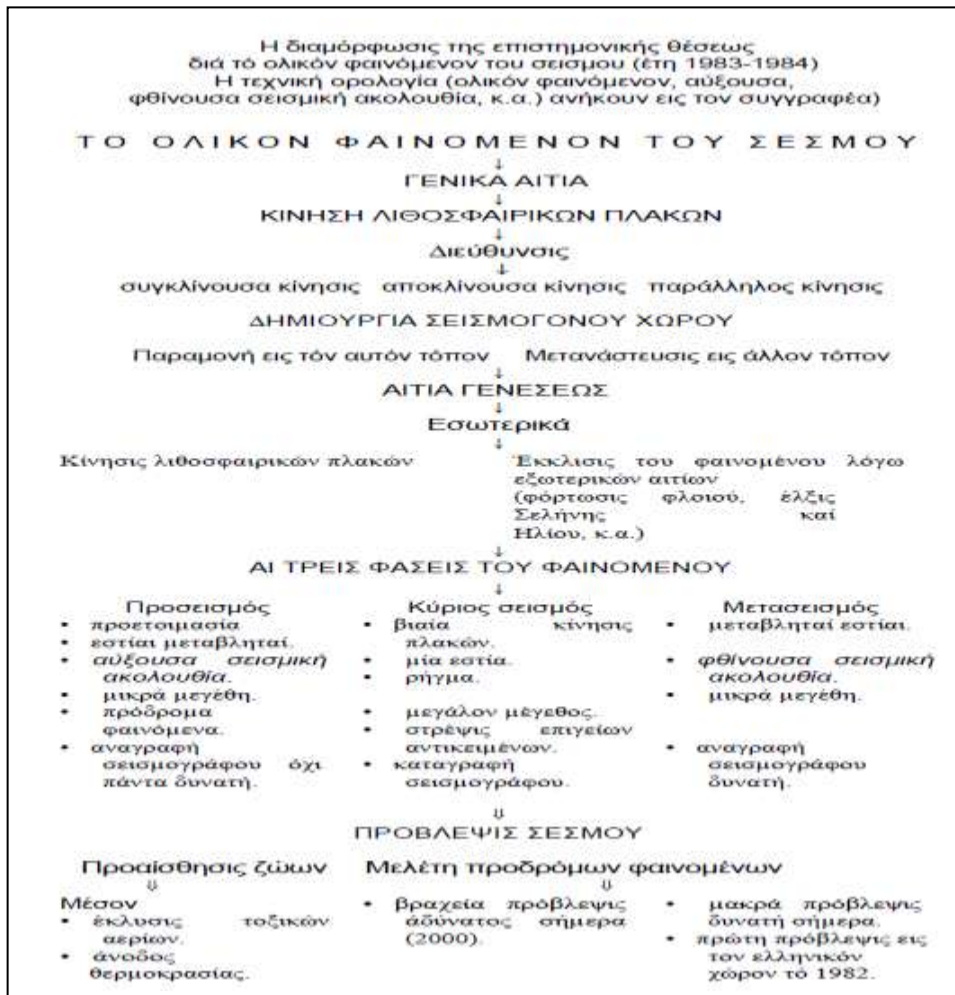 Η διαμόρφωσις της επιστημονικής θέσεως
διά τό ολικόν φαινόμενον του σεισμου (έτη 1983-1984)
Η τεχνική ορολογία (ολικόν φαινόμενον, αύξουσα,
φθίνουσα σεισμική ακολουθία, κ.α.) ανήκουν εις τον συγγραφέα)
ΤΟ ΟΛΙΚΟΝ ΦΑΙΝΟΜΕΝΟΝ ΤΟΥ ΣΕΣΜΟΥ
↓
ΓΕΝΙΚΑ ΑΙΤΙΑ
↓
ΚΙΝΗΣΗ ΛΙΘΟΣΦΑΙΡΙΚΩΝ ΠΛΑΚΩΝ
↓
Διεύθυνσις
↓
συγκλίνουσα κίνησις αποκλίνουσα κίνησις παράλληλος κίνησις
ΔΗΜΙΟΥΡΓΙΑ ΣΕΙΣΜΟΓΟΝΟΥ ΧΩΡΟΥ
Παραμονή εις τόν αυτόν τόπον Μετανάστευσις εις άλλον τόπον
↓
ΑΙΤΙΑ ΓΕΝΕΣΕΩΣ
↓
Εσωτερικά
↓
Κίνησις λιθοσφαιρικών πλακών
Έκκλισις του φαινομένου λόγω
εξωτερικών αιτίων
(φόρτωσις φλοιού, έλξις
Σελήνης καί
Ηλίου, κ.α.)
↓
ΑΙ ΤΡΕΙΣ ΦΑΣΕΙΣ ΤΟΥ ΦΑΙΝΟΜΕΝΟΥ
↓
Προσεισμός
• προετοιμασία
• εστίαι μεταβληταί.
• αύξουσα σεισμική
ακολουθία.
• μικρά μεγέθη.
• πρόδρομα
φαινόμενα.
• αναγραφή
σεισμογράφου όχι
πάντα δυνατή.
Κύριος σεισμός
• βιαία κίνησις
πλακών.
• μία εστία.
• ρήγμα.
• μεγάλον μέγεθος.
• στρέψις επιγείων
αντικειμένων.
• καταγραφή
σεισμογράφου.
Μετασεισμός
• μεταβληταί εστίαι.
• φθίνουσα σεισμική
ακολουθία.
• μικρά μεγέθη.
• αναγραφή
σεισμογράφου
δυνατή.
⇓
ΠΡΟΒΛΕΨΙΣ ΣΕΣΜΟΥ
Προαίσθησις ζώων
⇓
Μέσον
• έκλυσις τοξικών
αερίων.
• άνοδος
θερμοκρασίας.
Μελέτη προδρόμων φαινομένων
⇓
• βραχεία πρόβλεψις
άδύνατος σήμερα
(2000).
• μακρά πρόβλεψις
δυνατή σήμερα.
• πρώτη πρόβλεψις εις
τον ελληνικόν
χώρον τό 1982.